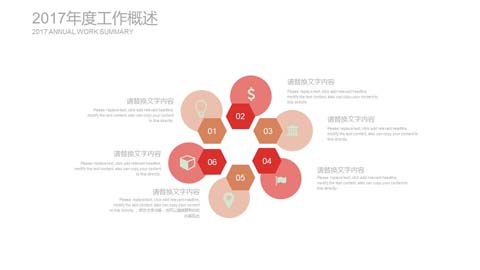 2017年度工作概述
2017 ANNUAL WORK SUMMARY
请替换文字内容
Please replace text, click add relevant headline,
modify the text content, also can copy your content
to this directly.
请替换文字内容
Please replace text, click add relevant headline,
modify the text content, also can copy your content to
this directly.
请替换文字内容
Please replace text, click add relevant headline,
modify the text content, also can copy your content
to this directly.
请替换文字内容
Please replace text, click add relevant headline,
modify the text content, also can copy your content to
this directly.
请替换文字内容
Please replace text, click add relevant headline,
modify the text content, also can copy your content to
this directly.
请替换文字内容
Please replace text, click add relevant headline,
modify the text content, also can copy your content
to this directly.
01
02
03
04
05
06
$